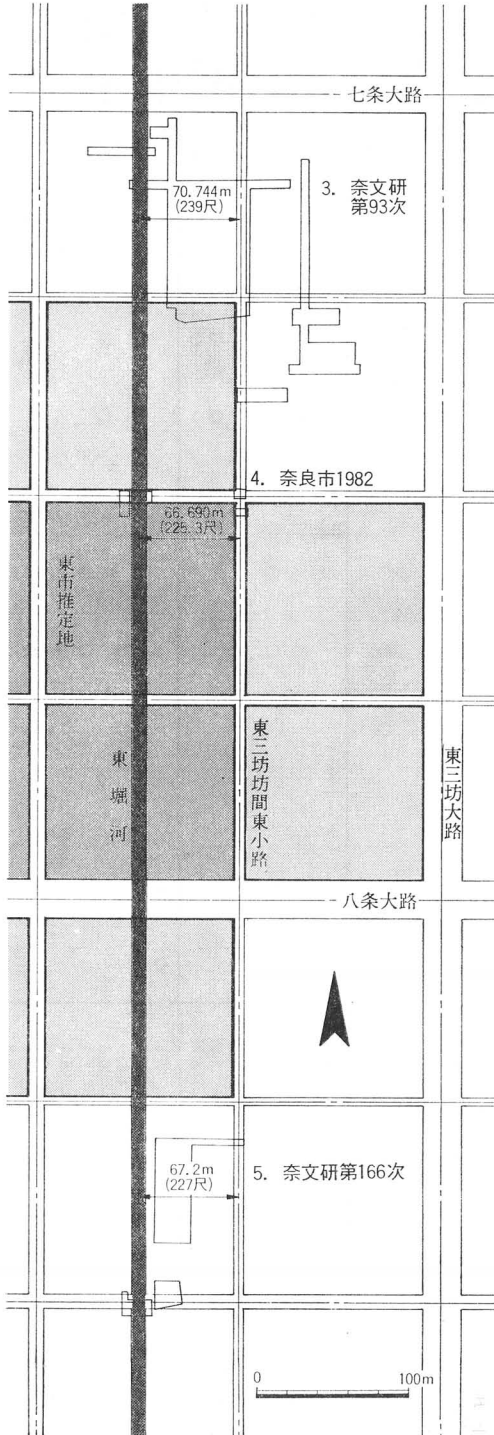 七条大路
70.744m
(239尺)
3. 奈文研
第93次
4. 奈良市1982
66.690m
(225.3尺)
東市推定地
東堀河
東三坊坊間東小路
東三坊大路
八条大路
67.2m
(227尺)
5. 奈文研第166次
0
100m